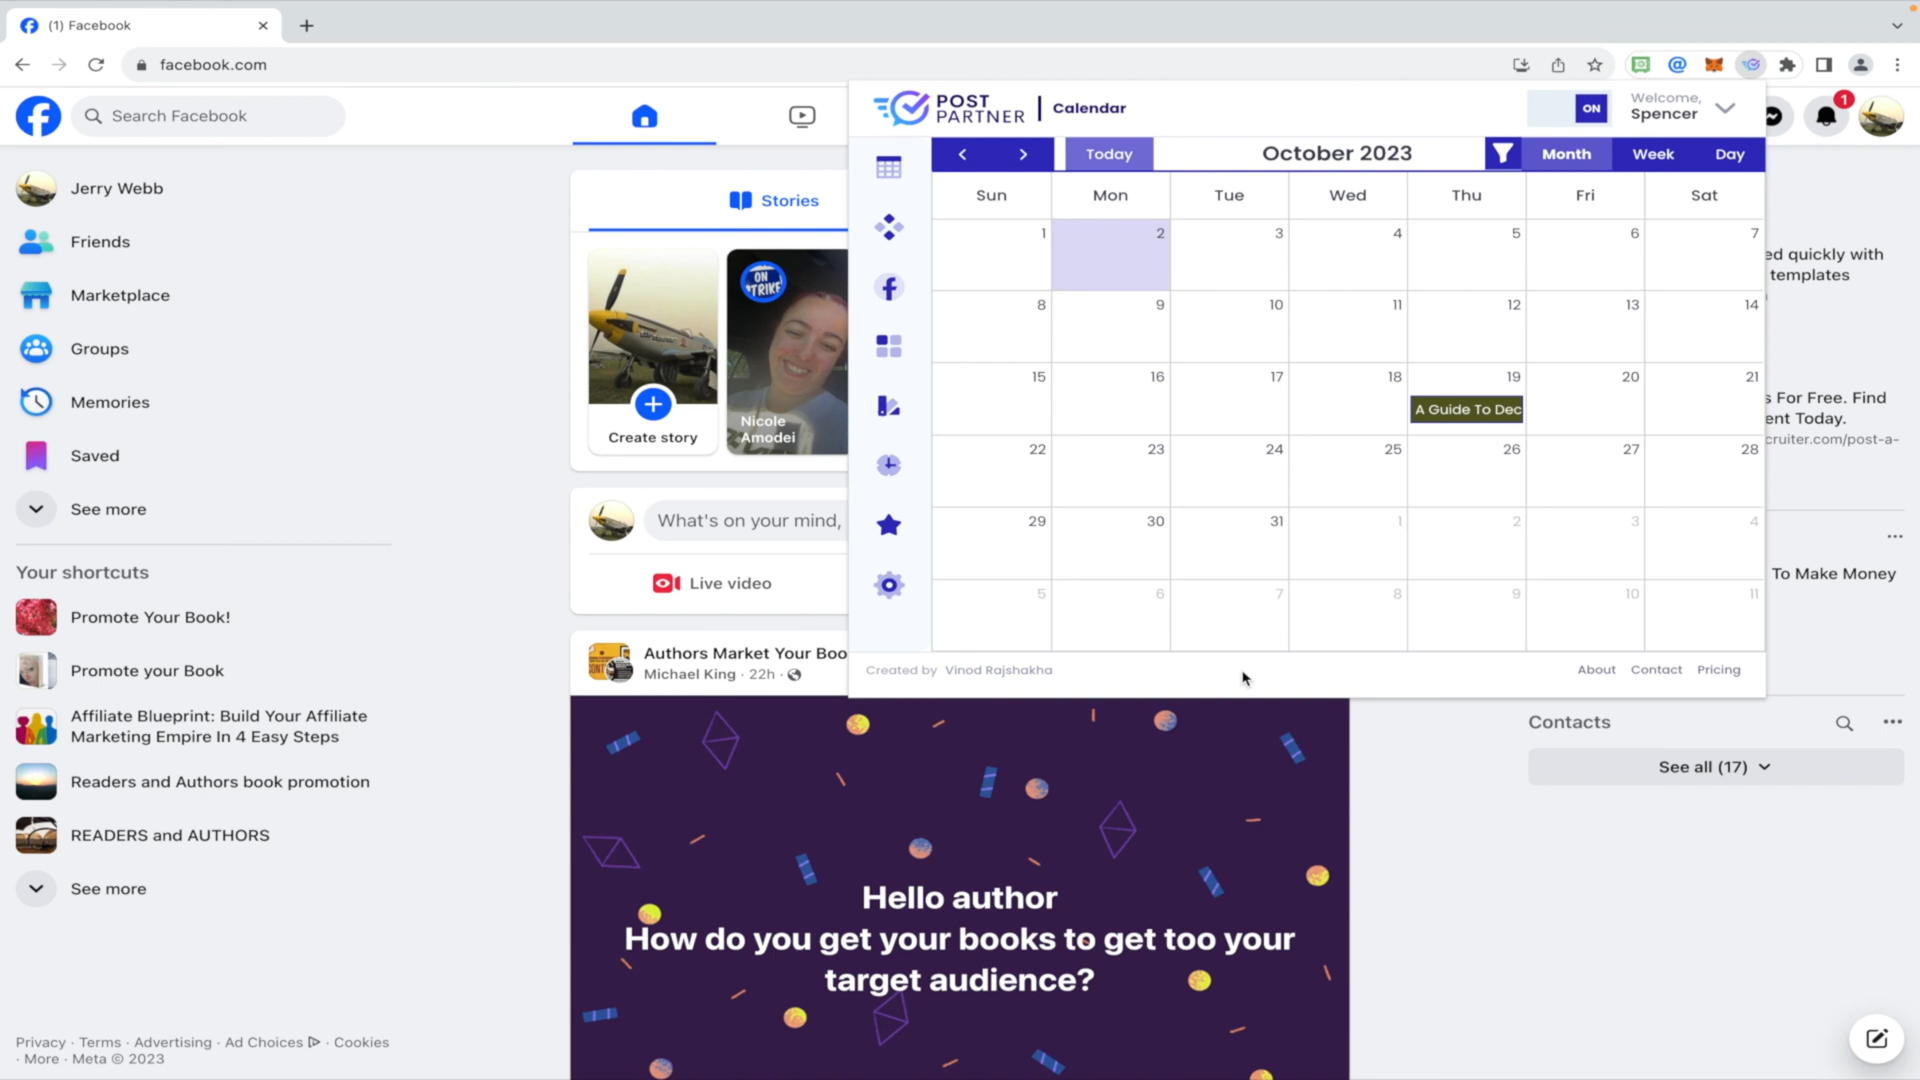 (1) Facebook
facebook.com
Search Facebook
Jerry Webb
Friends
Marketplace
Groups
Memories
Saved
See more
Your shortcuts
Promote Your Book!
Promote your Book
Affiliate Blueprint: Build Your Affiliate
Marketing Empire In 4 Easy Steps
Readers and Authors book promotion
READERS and AUTHORS
See more
Privacy · Terms · Advertising · Ad Choices · Cookies
· More · Meta © 2023
Stories
Create story
ON
Nicole
Amodei
What's on your mind,
Live video
Authors Market Your Boo
Michael King · 22h ·
Hello author
How do you get your books to get too your
target audience?
POST
PARTNER
Calendar
ON
Welcome,
Spencer
1
Today
October 2023
Month
Week
Day
Sun Mon Tue Wed Thu Fri Sat
1 2 3 4 5 6 7
8 9 10 11 12 13 14
15 16 17 18 19 20 21
A Guide To Dec
22 23 24 25 26 27 28
29 30 31 1 2 3 4
5 6 7 8 9 10 11
Created by Vinod Rajshakha
About
Contact
Pricing
ed quickly with
templates
s For Free. Find
ent Today.
cruiter.com/post-a-
To Make Money
Contacts
See all (17)